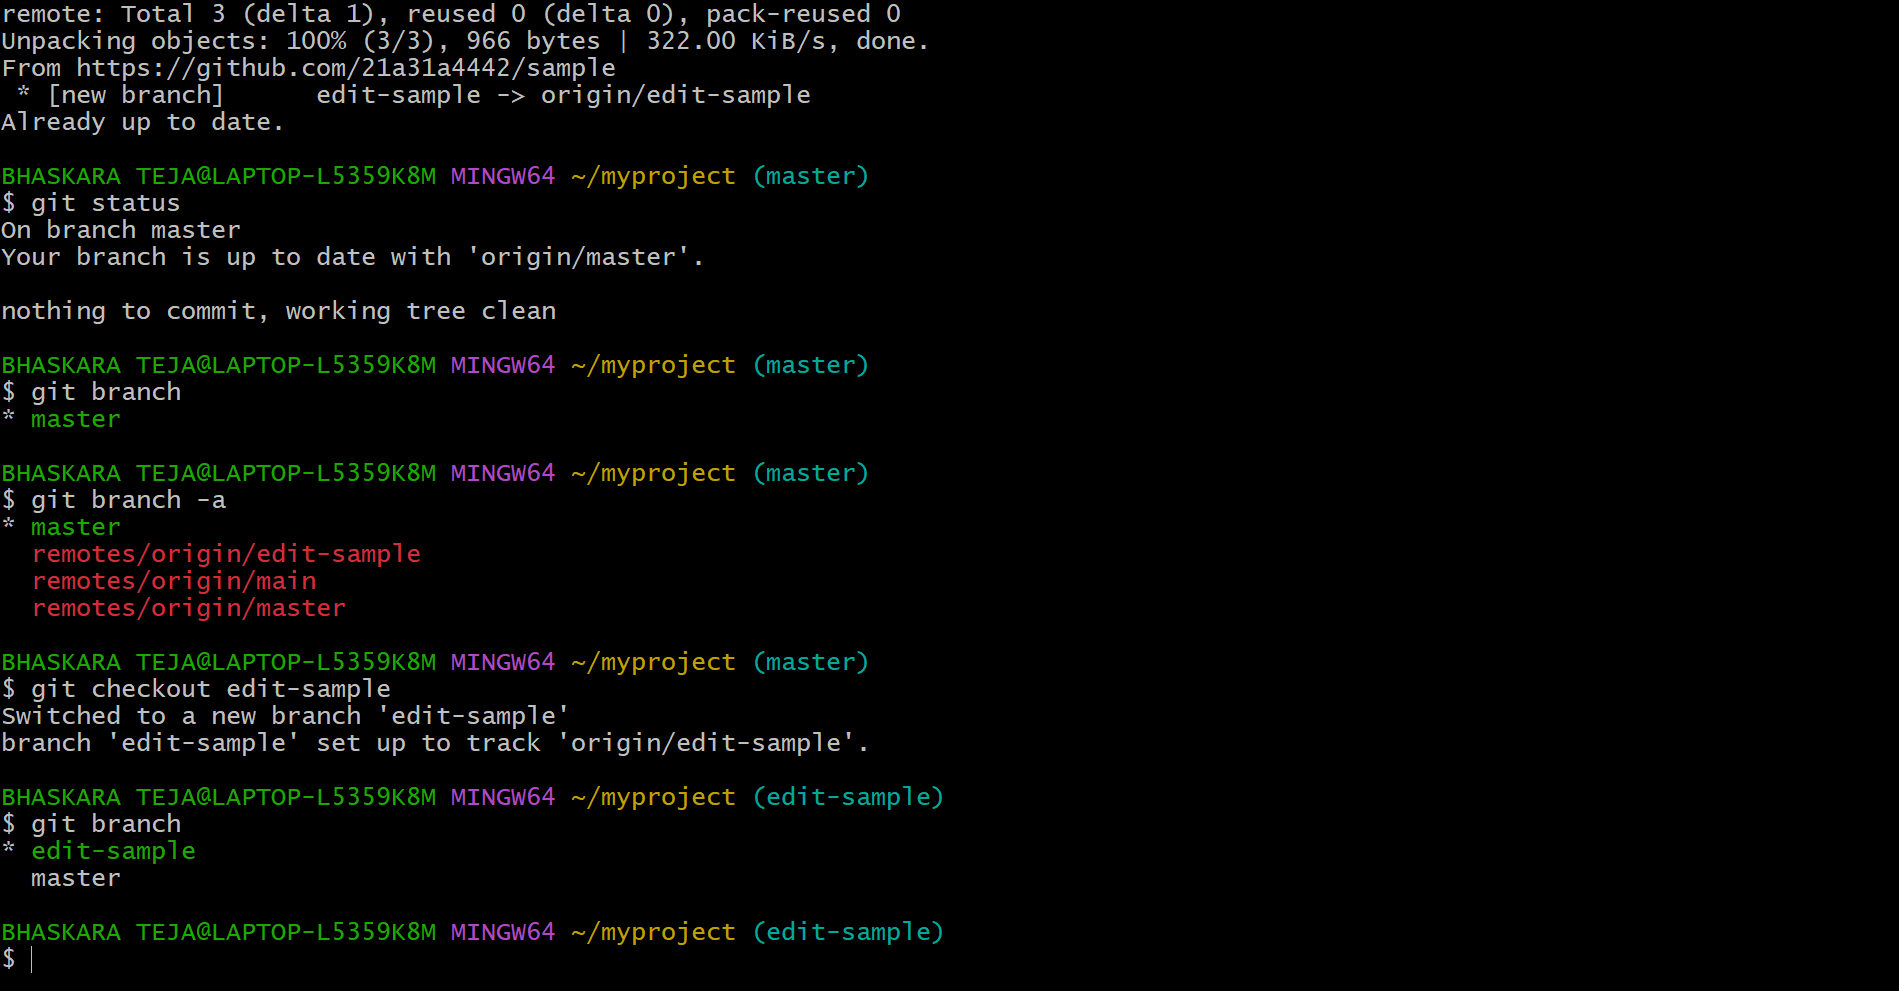 remote: Total 3 (delta 1), reused 0 (delta 0), pack-reused 0
Unpacking objects: 100% (3/3), 966 bytes | 322.00 KiB/s, done.
From https://github.com/21a31a4442/sample
 * [new branch]      edit-sample -> origin/edit-sample
Already up to date.
BHASKARA TEJA@LAPTOP-L5359K8M MINGW64 ~/myproject (master)
$ git status
On branch master
Your branch is up to date with 'origin/master'.
nothing to commit, working tree clean
BHASKARA TEJA@LAPTOP-L5359K8M MINGW64 ~/myproject (master)
$ git branch
* master
BHASKARA TEJA@LAPTOP-L5359K8M MINGW64 ~/myproject (master)
$ git branch -a
* master
  remotes/origin/edit-sample
  remotes/origin/main
  remotes/origin/master
BHASKARA TEJA@LAPTOP-L5359K8M MINGW64 ~/myproject (master)
$ git checkout edit-sample
Switched to a new branch 'edit-sample'
branch 'edit-sample' set up to track 'origin/edit-sample'.
BHASKARA TEJA@LAPTOP-L5359K8M MINGW64 ~/myproject (edit-sample)
$ git branch
* edit-sample
  master
BHASKARA TEJA@LAPTOP-L5359K8M MINGW64 ~/myproject (edit-sample)
$